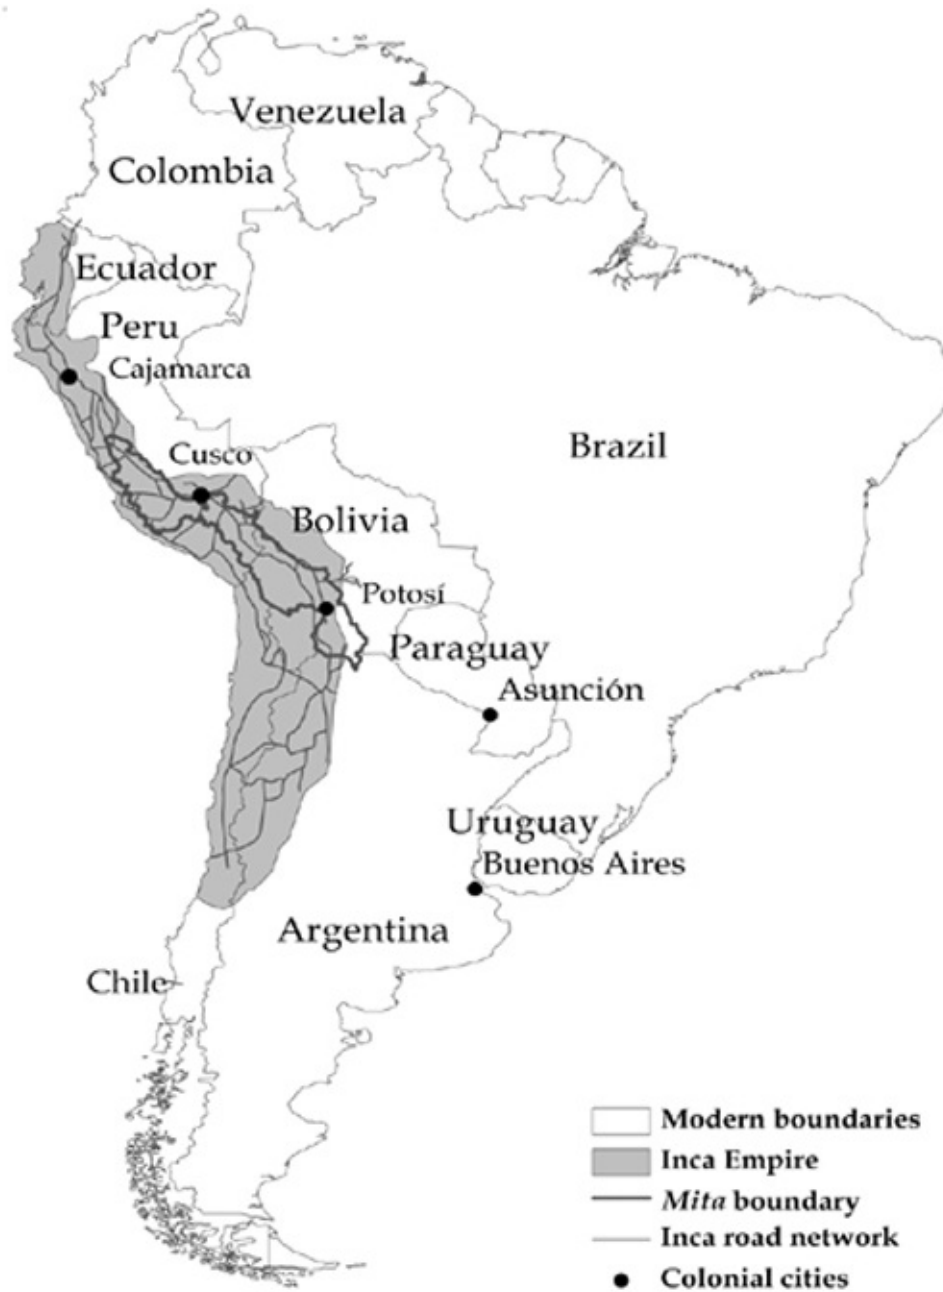 Venezuela
Colombia
Ecuador
Peru
Cajamarca
Cusco
Brazil
Bolivia
Potosí
Paraguay
Asunción
Uruguay
Buenos Aires
Argentina
Chile
Modern boundaries
Inca Empire
Mita boundary
Inca road network
Colonial cities